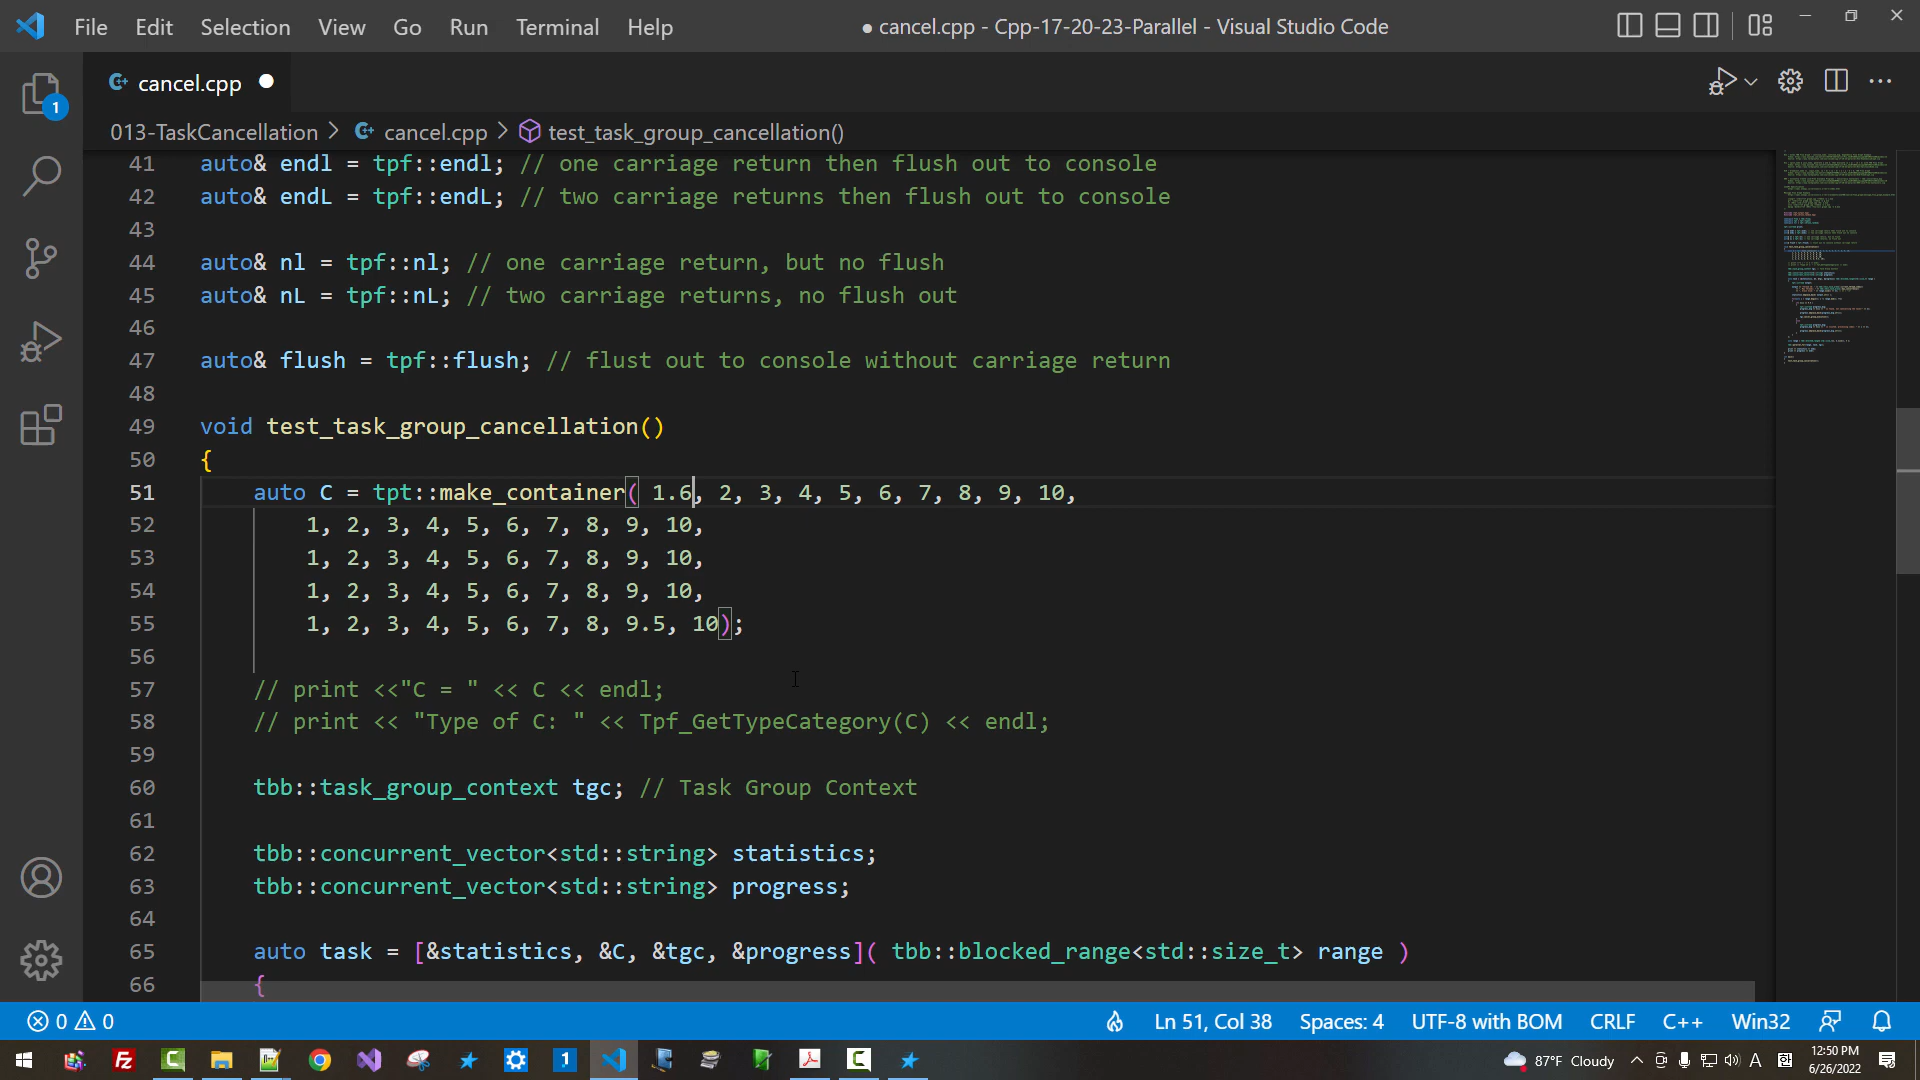 File Edit Selection View Go Run Terminal Help
● cancel.cpp - Cpp-17-20-23-Parallel - Visual Studio Code
cancel.cpp
013-TaskCancellation > cancel.cpp > test_task_group_cancellation()
1
41 auto& endl = tpf::endl; // one carriage return then flush out to console
42 auto& endL = tpf::endL; // two carriage returns then flush out to console
43
44 auto& nl = tpf::nl; // one carriage return, but no flush
45 auto& nL = tpf::nL; // two carriage returns, no flush out
46
47 auto& flush = tpf::flush; // flust out to console without carriage return
48
49 void test_task_group_cancellation()
50 {
51 auto C = tpt::make_container( 1.6, 2, 3, 4, 5, 6, 7, 8, 9, 10,
52 1, 2, 3, 4, 5, 6, 7, 8, 9, 10,
53 1, 2, 3, 4, 5, 6, 7, 8, 9, 10,
54 1, 2, 3, 4, 5, 6, 7, 8, 9, 10,
55 1, 2, 3, 4, 5, 6, 7, 8, 9.5, 10);
56
57 // print <<"C = " << C << endl;
58 // print << "Type of C: " << Tpf_GetTypeCategory(C) << endl;
59
60 tbb::task_group_context tgc; // Task Group Context
61
62 tbb::concurrent_vector<std::string> statistics;
63 tbb::concurrent_vector<std::string> progress;
64
65 auto task = [&statistics, &C, &tgc, &progress]( tbb::blocked_range<std::size_t> range )
66 {
0 0 Ln 51, Col 38 Spaces: 4 UTF-8 with BOM CRLF C++ Win32
87°F Cloudy A 12:50 PM
6/26/2022